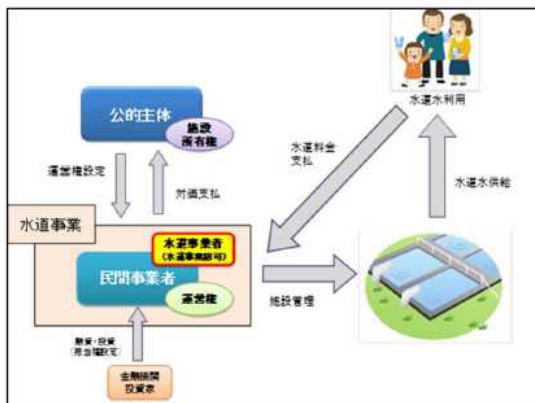 公的主体
施設
所有権
水道水利用
運営権設定
対価支払
水道料金
支払
水道水供給
水道事業
水道事業者
(水道事業認可)
民間事業者
運営権
施設管理
融資・投資
(抵当権設定)
金融機関
投資家